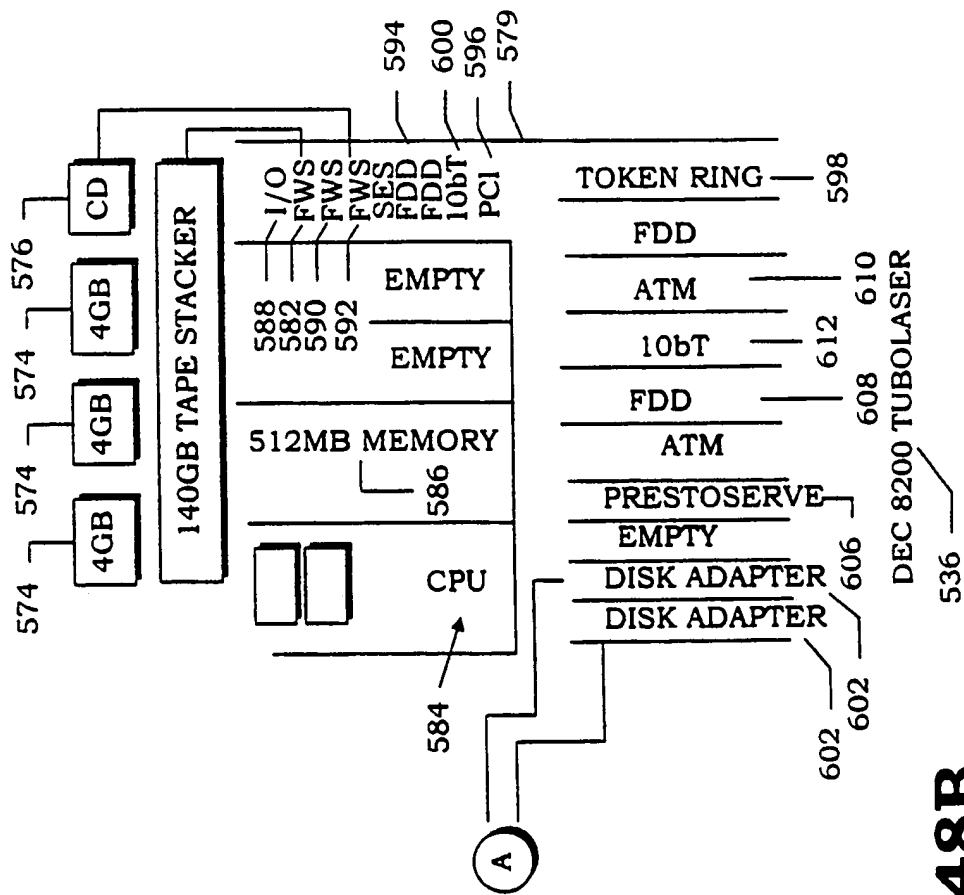 574
574
574
576
4GB
4GB
4GB
CD
140GB TAPE STACKER
588
582
590
592
I/O
FWS
FWS
FWS
SES
FDD
FDD
10bT
PCI
594
600
596
579
CPU
512MB MEMORY
EMPTY
EMPTY
584
586
A
DISK ADAPTER
DISK ADAPTER
EMPTY
PRESTOSERVE
ATM
FDD
10bT
ATM
FDD
TOKEN RING
602
602
606
608
612
610
598
DEC 8200 TUBOLASER
536
48B